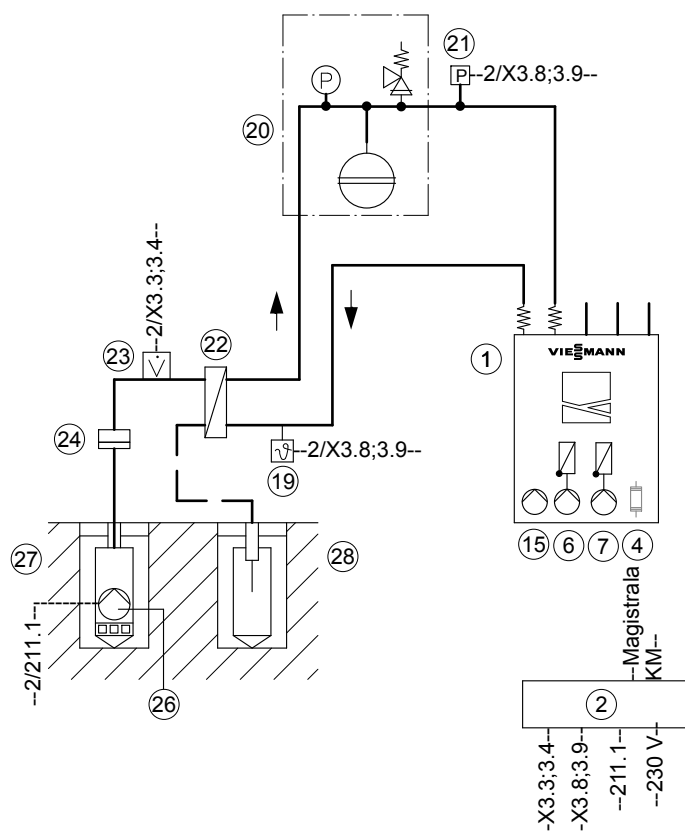 21
P
P
--2/X3.8;3.9--
20
--2/X3.3;3.4--
23
22
1
VIESSMANN
24
--2/X3.8;3.9--
19
27
28
15
6
7
4
--2/211.1--
26
--Magistrala
KM--
2
-X3.3;3.4--
-X3.8;3.9--
--211.1--
--230 V--